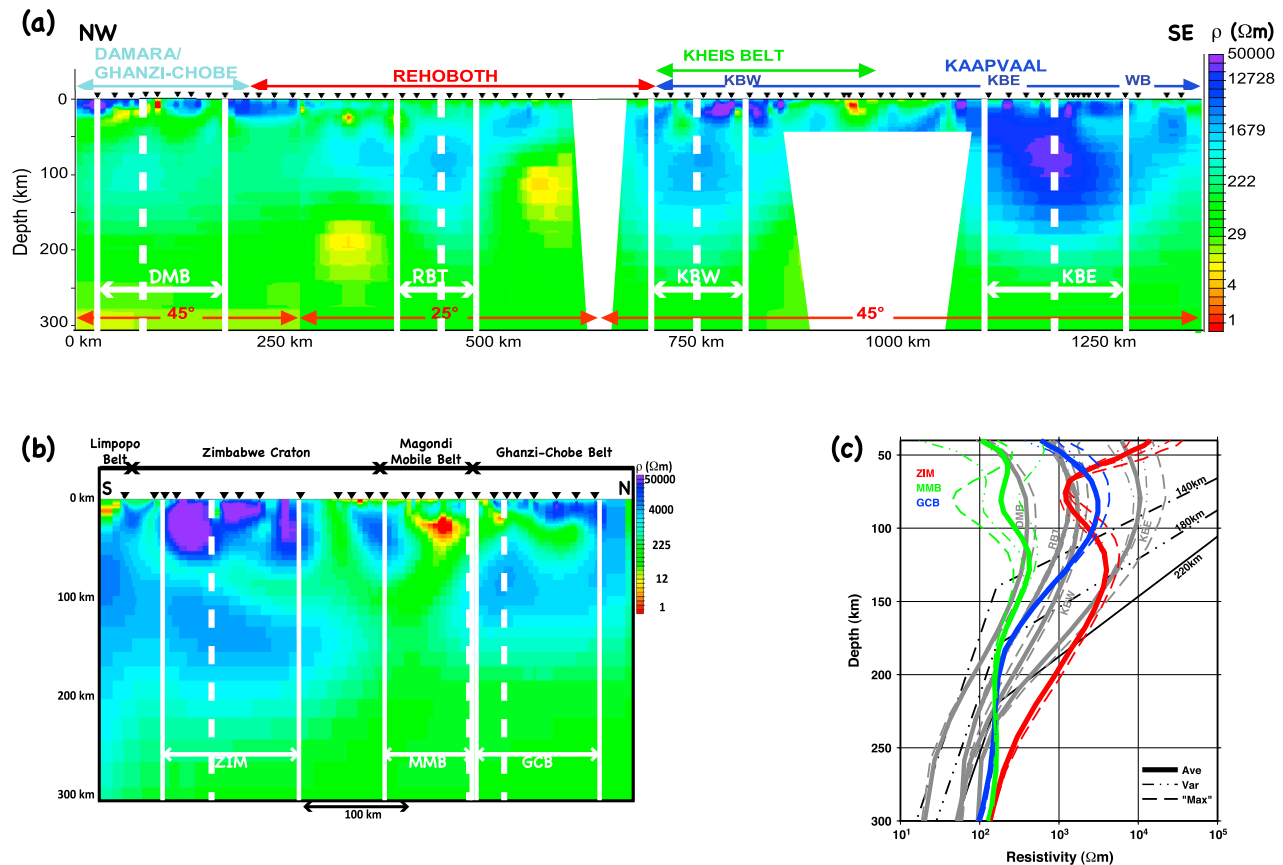 (a)
NW
SE
ρ (Ωm)
DAMARA/
GHANZI-CHOBE
REHOBOTH
KHEIS BELT
KAAPVAAL
KBW
KBE
WB
50000
12728
1679
222
29
4
1
Depth (km)
0
100
200
300
DMB
RBT
KBW
KBE
45°
25°
45°
0 km
250 km
500 km
750 km
1000 km
1250 km
(b)
Limpopo
Belt
Zimbabwe Craton
Magondi
Mobile Belt
Ghanzi-Chobe Belt
ρ (Ωm)
S
N
50000
4000
225
12
1
0 km
100 km
200 km
300 km
ZIM
MMB
GCB
100 km
(c)
Depth (km)
50
100
150
200
250
300
ZIM
MMB
GCB
DMB
RBT
KBW
KBE
140km
180km
220km
Ave
Var
"Max"
10¹
10²
10³
10⁴
10⁵
Resistivity (Ωm)